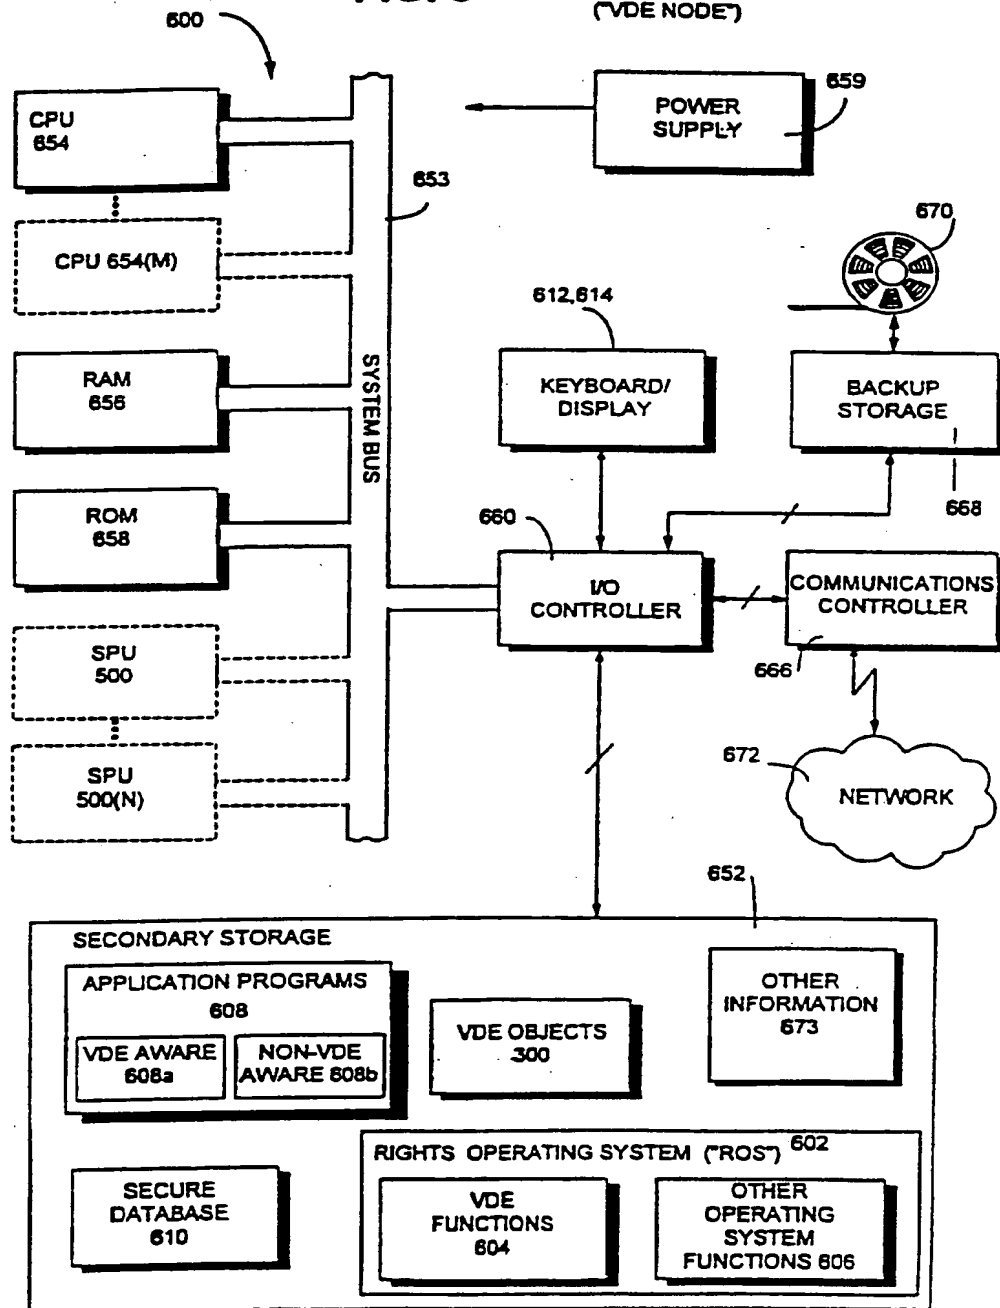 600
("VDE NODE")
CPU
654
POWER
SUPPLY
659
653
CPU 654(M)
670
612,614
RAM
656
SYSTEM BUS
KEYBOARD/
DISPLAY
BACKUP
STORAGE
668
ROM
658
660
I/O
CONTROLLER
COMMUNICATIONS
CONTROLLER
666
SPU
500
SPU
500(N)
672
NETWORK
652
SECONDARY STORAGE
APPLICATION PROGRAMS
608
VDE AWARE
608a
NON-VDE
AWARE 608b
VDE OBJECTS
300
OTHER
INFORMATION
673
SECURE
DATABASE
610
RIGHTS OPERATING SYSTEM ("ROS") 602
VDE
FUNCTIONS
604
OTHER
OPERATING
SYSTEM
FUNCTIONS 606